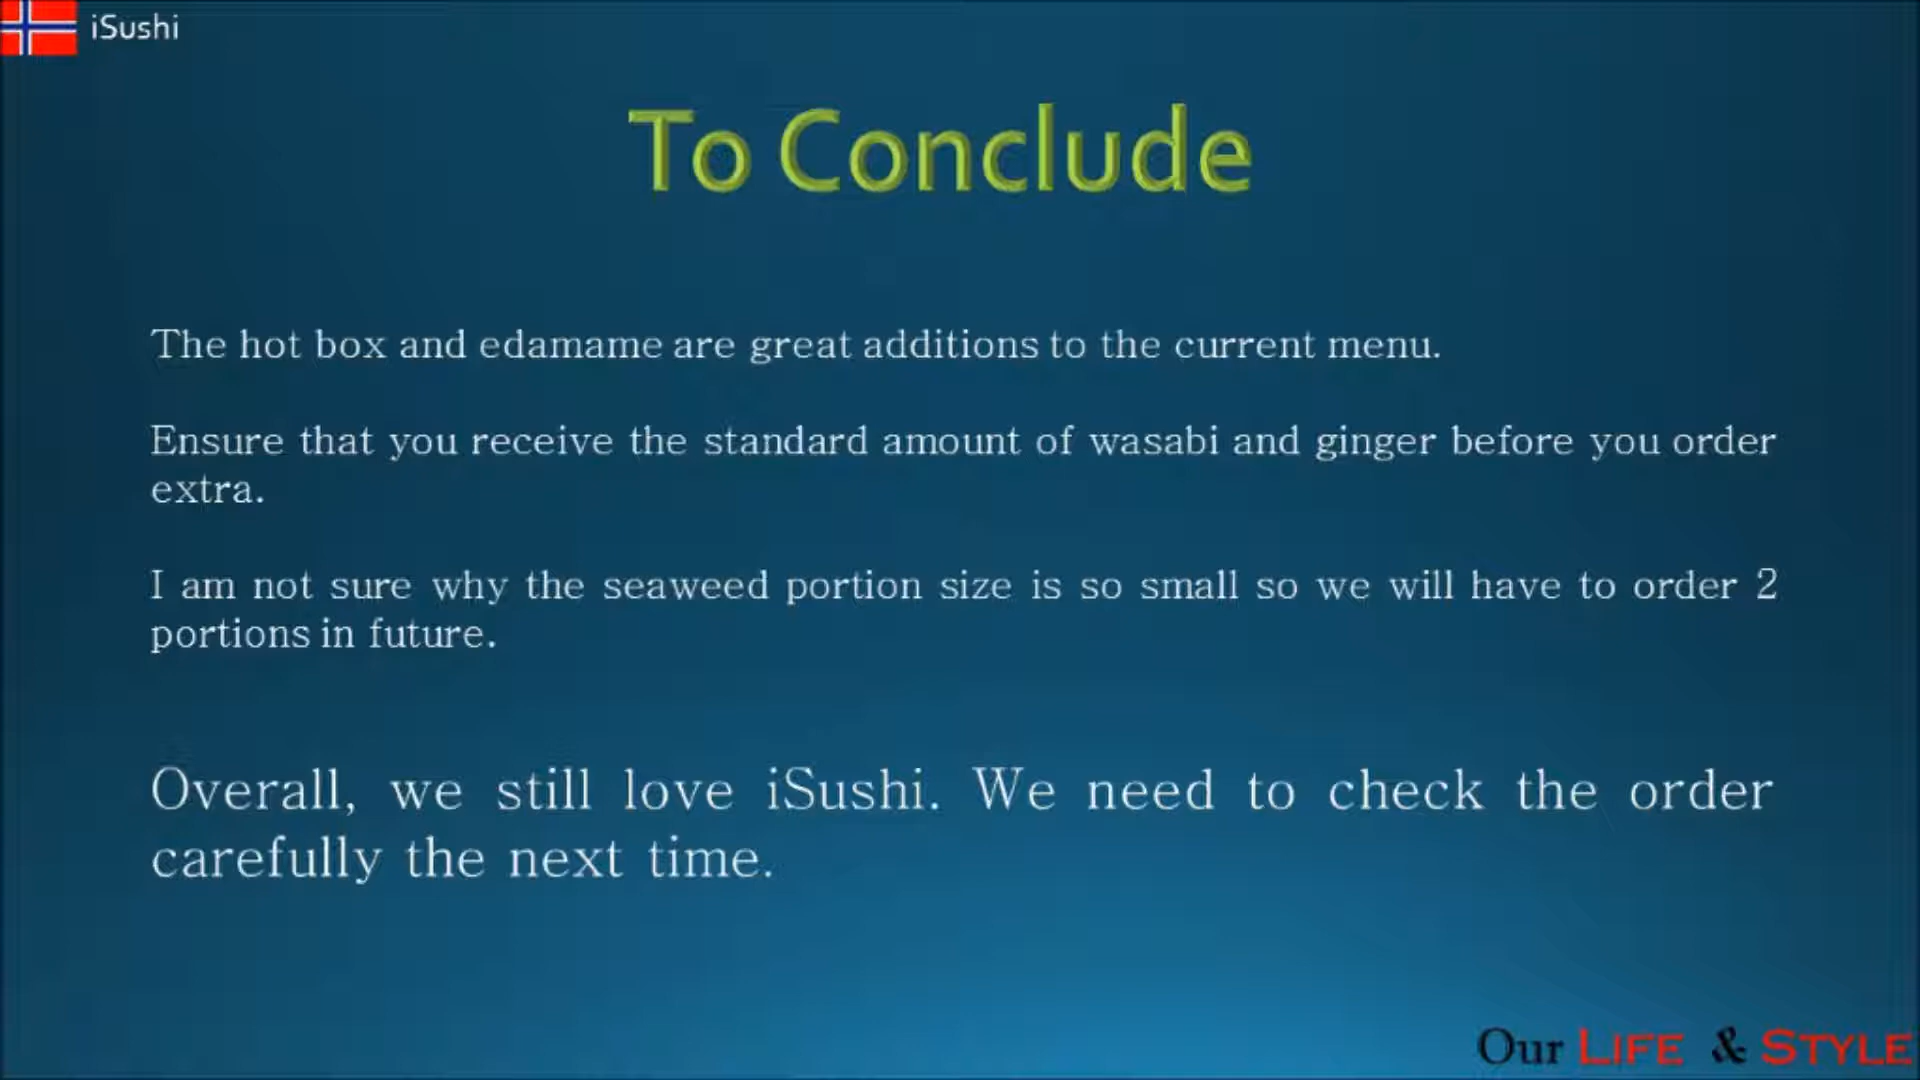 iSushi
To Conclude
The hot box and edamame are great additions to the current menu.
Ensure that you receive the standard amount of wasabi and ginger before you order
extra.
I am not sure why the seaweed portion size is so small so we will have to order 2
portions in future.
Overall, we still love iSushi. We need to check the order
carefully the next time.
Our LIFE & STYLE